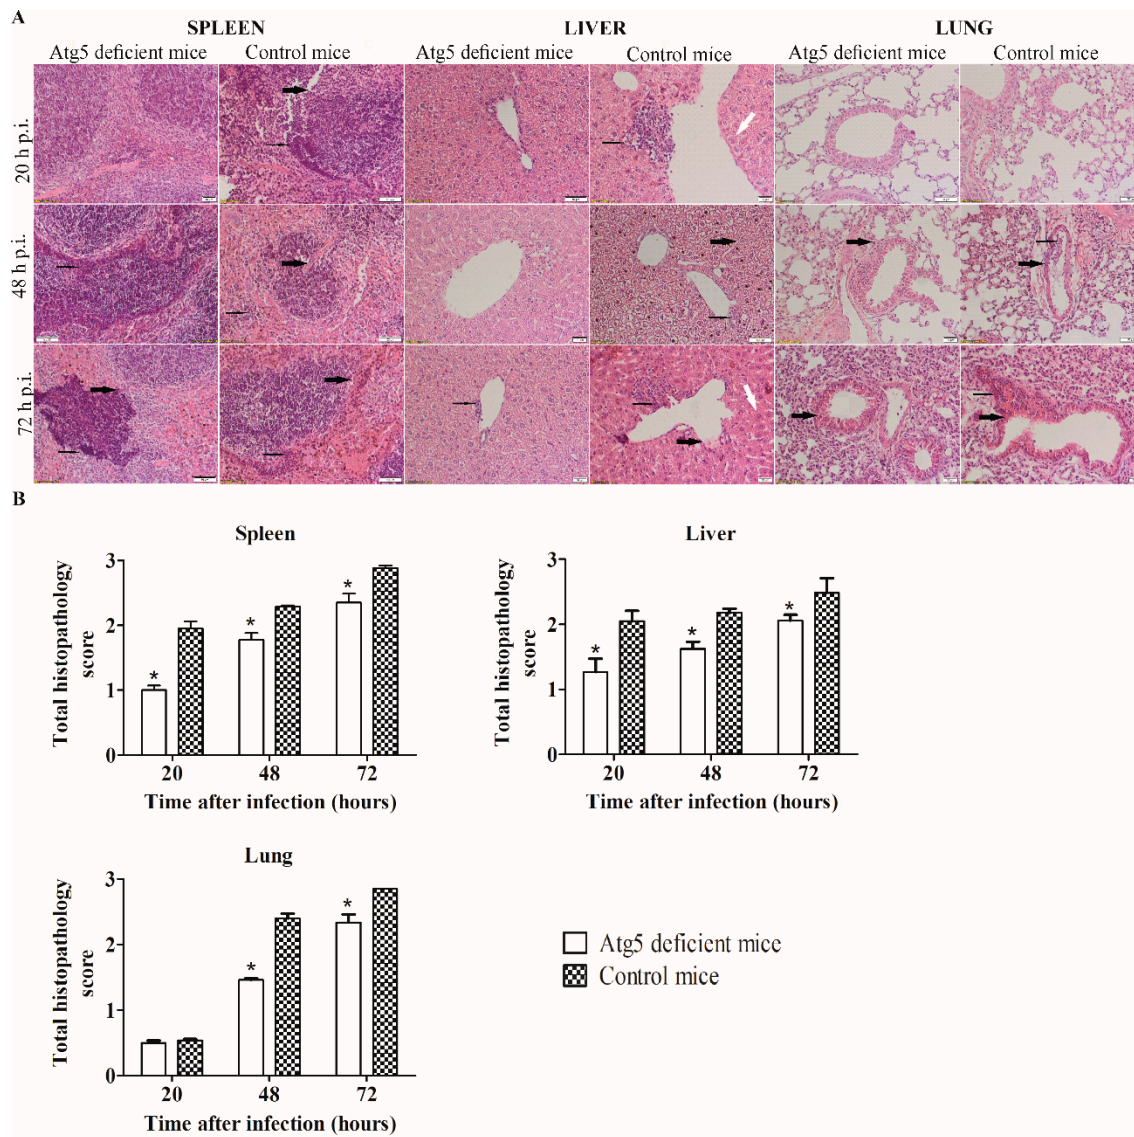 A
SPLEEN LIVER LUNG
Atg5 deficient mice Control mice Atg5 deficient mice Control mice Atg5 deficient mice Control mice
20 h p.i.
48 h p.i.
72 h p.i.
B
Spleen
Total histopathology
score
3
2
1
0
* * *
20 48 72
Time after infection (hours)
Liver
Total histopathology
score
3
2
1
0
* * *
20 48 72
Time after infection (hours)
Lung
Total histopathology
score
3
2
1
0
* *
20 48 72
Time after infection (hours)
Atg5 deficient mice
Control mice